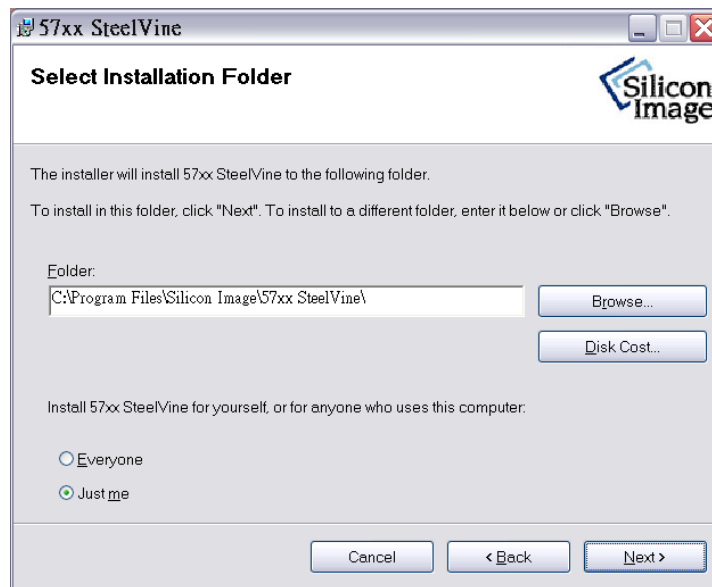 57xx SteelVine
Select Installation Folder
Silicon
Image
The installer will install 57xx SteelVine to the following folder.
To install in this folder, click "Next". To install to a different folder, enter it below or click "Browse".
Folder:
C:\Program Files\Silicon Image\57xx SteelVine\
Browse...
Disk Cost...
Install 57xx SteelVine for yourself, or for anyone who uses this computer:
Everyone
Just me
Cancel
< Back
Next >